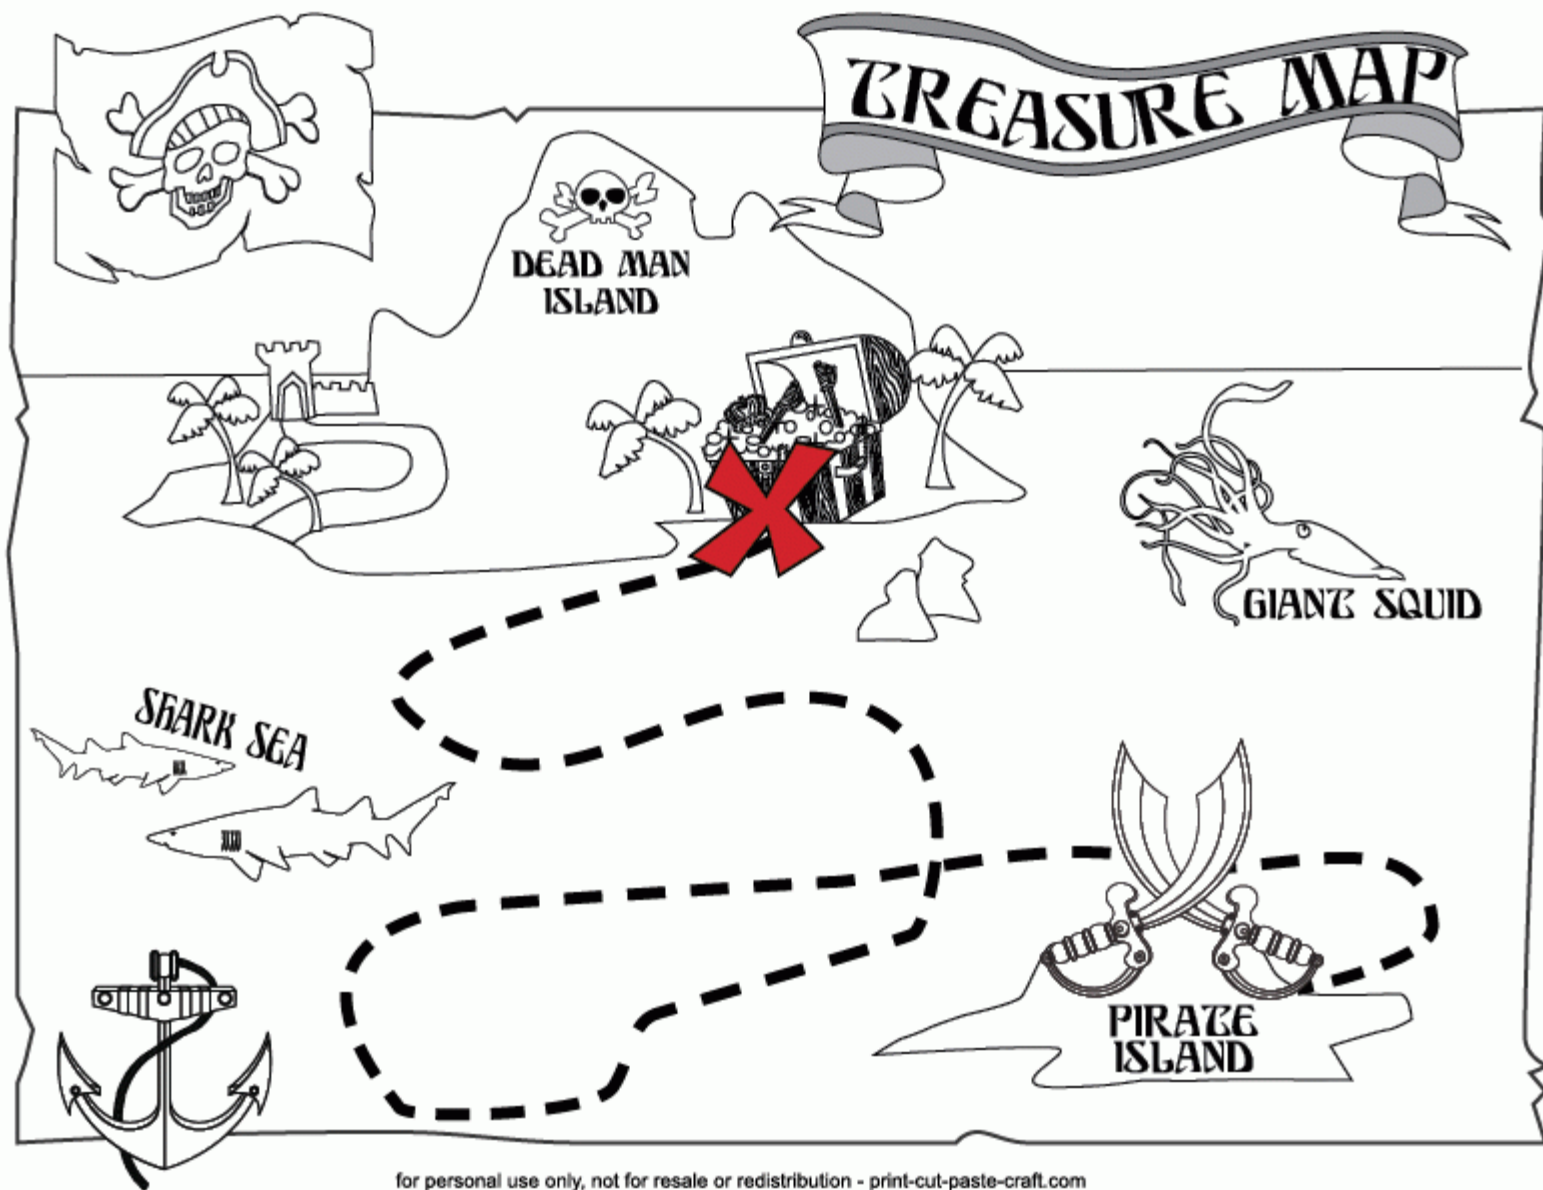 TREASURE MAP
DEAD MAN
ISLAND
GIANT SQUID
SHARK SEA
PIRATE
ISLAND
for personal use only, not for resale or redistribution - print-cut-paste-craft.com